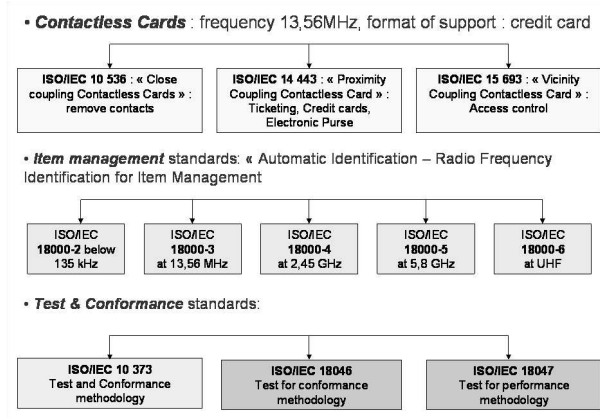 • Contactless Cards : frequency 13,56MHz, format of support : credit card
ISO/IEC 10 536 : « Close
coupling Contactless Cards » :
remove contacts
ISO/IEC 14 443 : « Proximity
Coupling Contactless Card » :
Ticketing, Credit cards,
Electronic Purse
ISO/IEC 15 693 : « Vicinity
Coupling Contactless Card » :
Access control
• Item management standards: « Automatic Identification – Radio Frequency
Identification for Item Management
ISO/IEC
18000-2 below
135 kHz
ISO/IEC
18000-3
at 13,56 MHz
ISO/IEC
18000-4
at 2,45 GHz
ISO/IEC
18000-5
at 5,8 GHz
ISO/IEC
18000-6
at UHF
• Test & Conformance standards:
ISO/IEC 10 373
Test and Conformance
methodology
ISO/IEC 18046
Test for conformance
methodology
ISO/IEC 18047
Test for performance
methodology